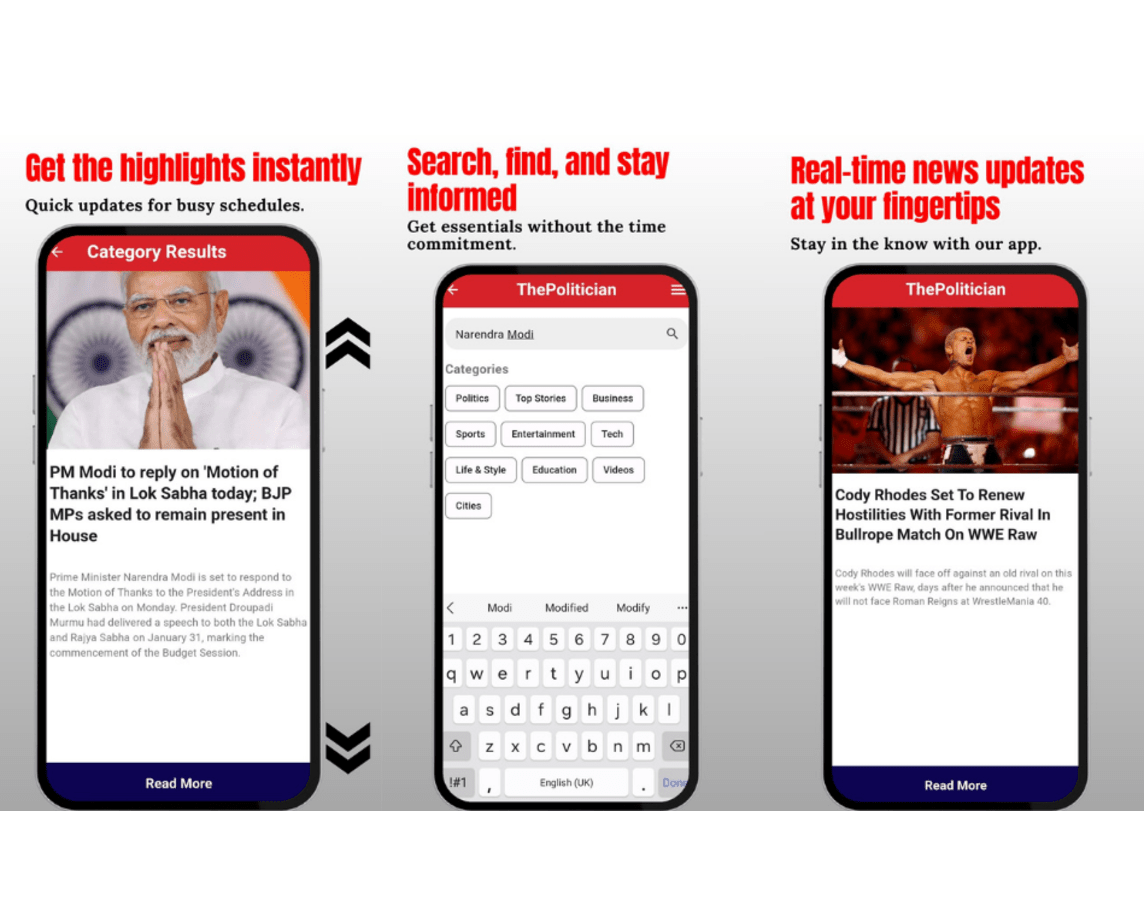 Get the highlights instantly
Quick updates for busy schedules.
Category Results
PM Modi to reply on 'Motion of
Thanks' in Lok Sabha today; BJP
MPs asked to remain present in
House
Prime Minister Narendra Modi is set to respond to
the Motion of Thanks to the President's Address in
the Lok Sabha on Monday. President Droupadi
Murmu had delivered a speech to both the Lok Sabha
and Rajya Sabha on January 31, marking the
commencement of the Budget Session.
Read More
Search, find, and stay
informed
Get essentials without the time
commitment.
ThePolitician
Narendra Modi
Categories
Politics Top Stories Business
Sports Entertainment Tech
Life & Style Education Videos
Cities
Modi Modified Modify ...
1 2 3 4 5 6 7 8 9 0
q w e r t y u i o p
a s d f g h j k l
z x c v b n m
!#1 , English (UK) . Done
Real-time news updates
at your fingertips
Stay in the know with our app.
ThePolitician
Cody Rhodes Set To Renew
Hostilities With Former Rival In
Bullrope Match On WWE Raw
Cody Rhodes will face off against an old rival on this
week's WWE Raw, days after he announced that he
will not face Roman Reigns at WrestleMania 40.
Read More